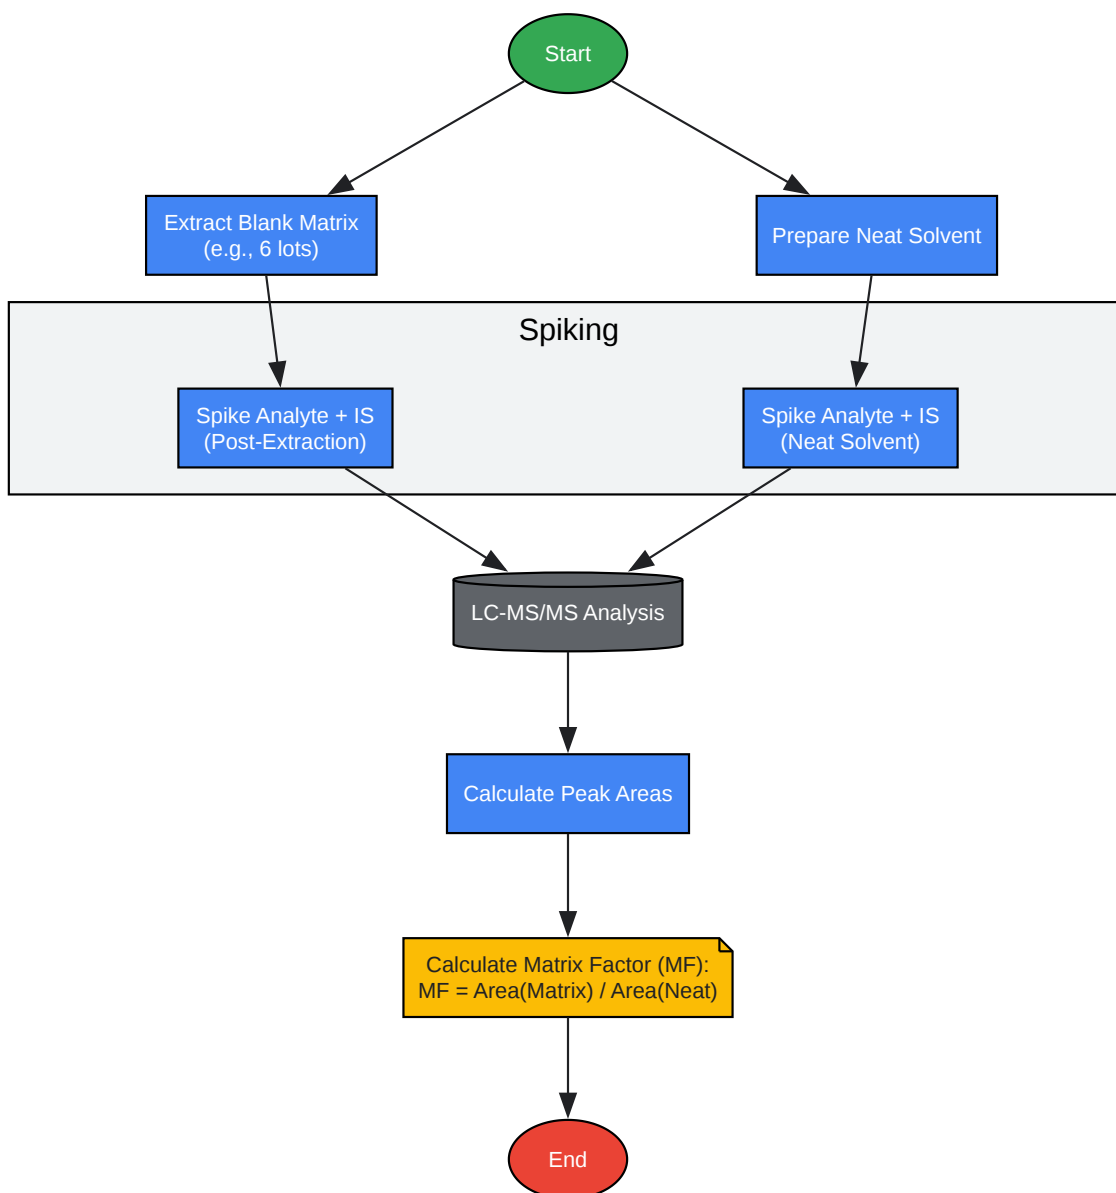 Start
Extract Blank Matrix
(e.g., 6 lots)
Prepare Neat Solvent
Spiking
Spike Analyte + IS
(Post-Extraction)
Spike Analyte + IS
(Neat Solvent)
LC-MS/MS Analysis
Calculate Peak Areas
Calculate Matrix Factor (MF):
MF = Area(Matrix) / Area(Neat)
End